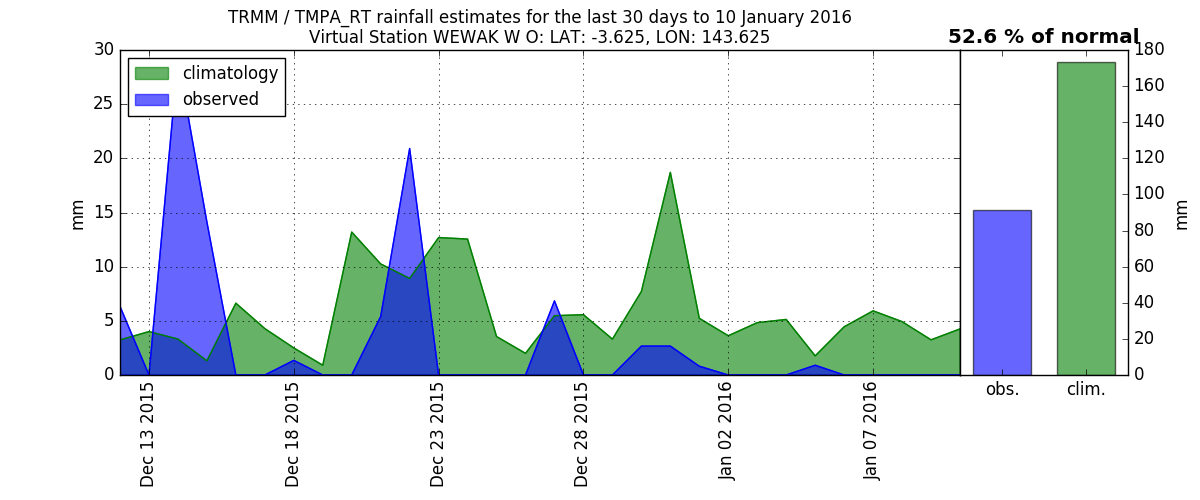 TRMM / TMPA_RT rainfall estimates for the last 30 days to 10 January 2016
Virtual Station WEWAK W O: LAT: -3.625, LON: 143.625
52.6 % of normal
climatology
observed
30
25
20
15
10
5
0
mm
Dec 13 2015
Dec 18 2015
Dec 23 2015
Dec 28 2015
Jan 02 2016
Jan 07 2016
180
160
140
120
100
80
60
40
20
0
mm
obs.
clim.